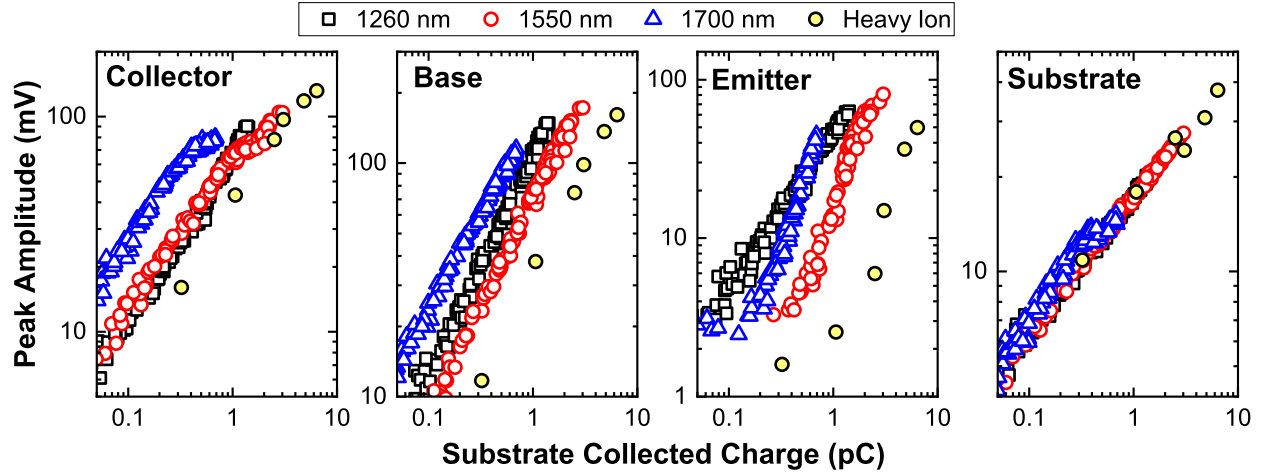 1260 nm 1550 nm 1700 nm Heavy Ion
Peak Amplitude (mV)
Collector
Base
Emitter
Substrate
100
10
100
10
100
10
1
10
0.1 1 10
0.1 1 10
0.1 1 10
0.1 1 10
Substrate Collected Charge (pC)